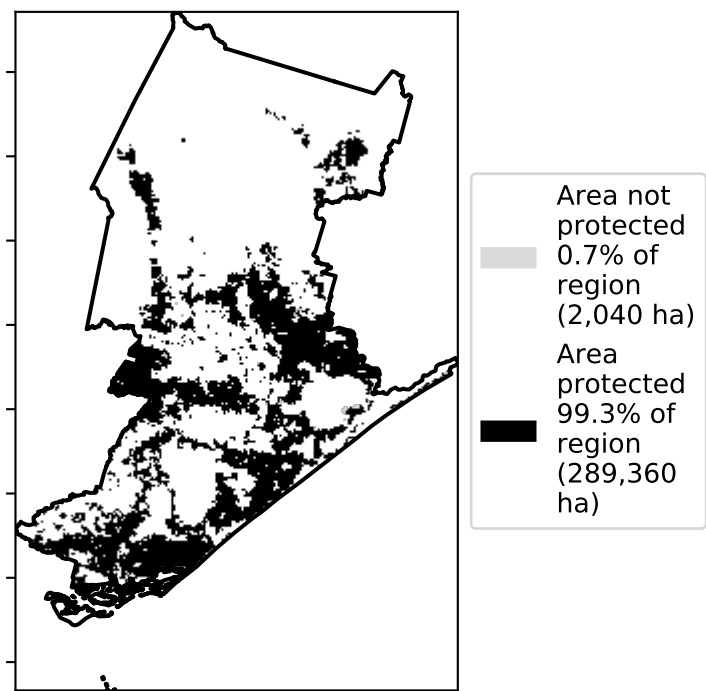 Area not
protected
0.7% of
region
(2,040 ha)
Area
protected
99.3% of
region
(289,360
ha)